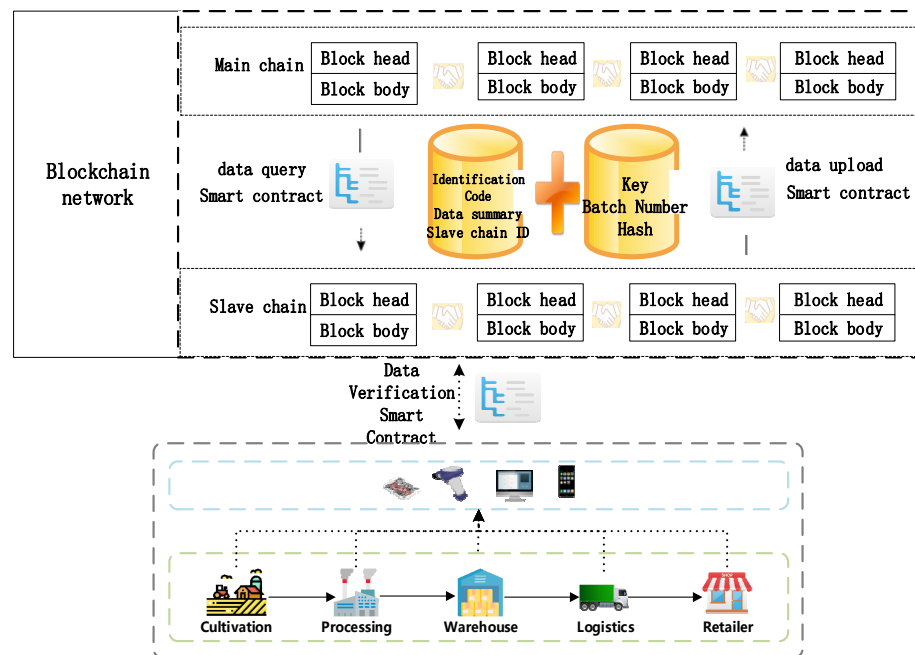 Blockchain
network
Main chain
Block head
Block body
Block head
Block body
Block head
Block body
Block head
Block body
data query
Smart contract
Identification
Code
Data summary
Slave chain ID
Key
Batch Number
Hash
data upload
Smart contract
Slave chain
Block head
Block body
Block head
Block body
Block head
Block body
Block head
Block body
Data
Verification
Smart
Contract
SHOP
Cultivation
Processing
Warehouse
Logistics
Retailer